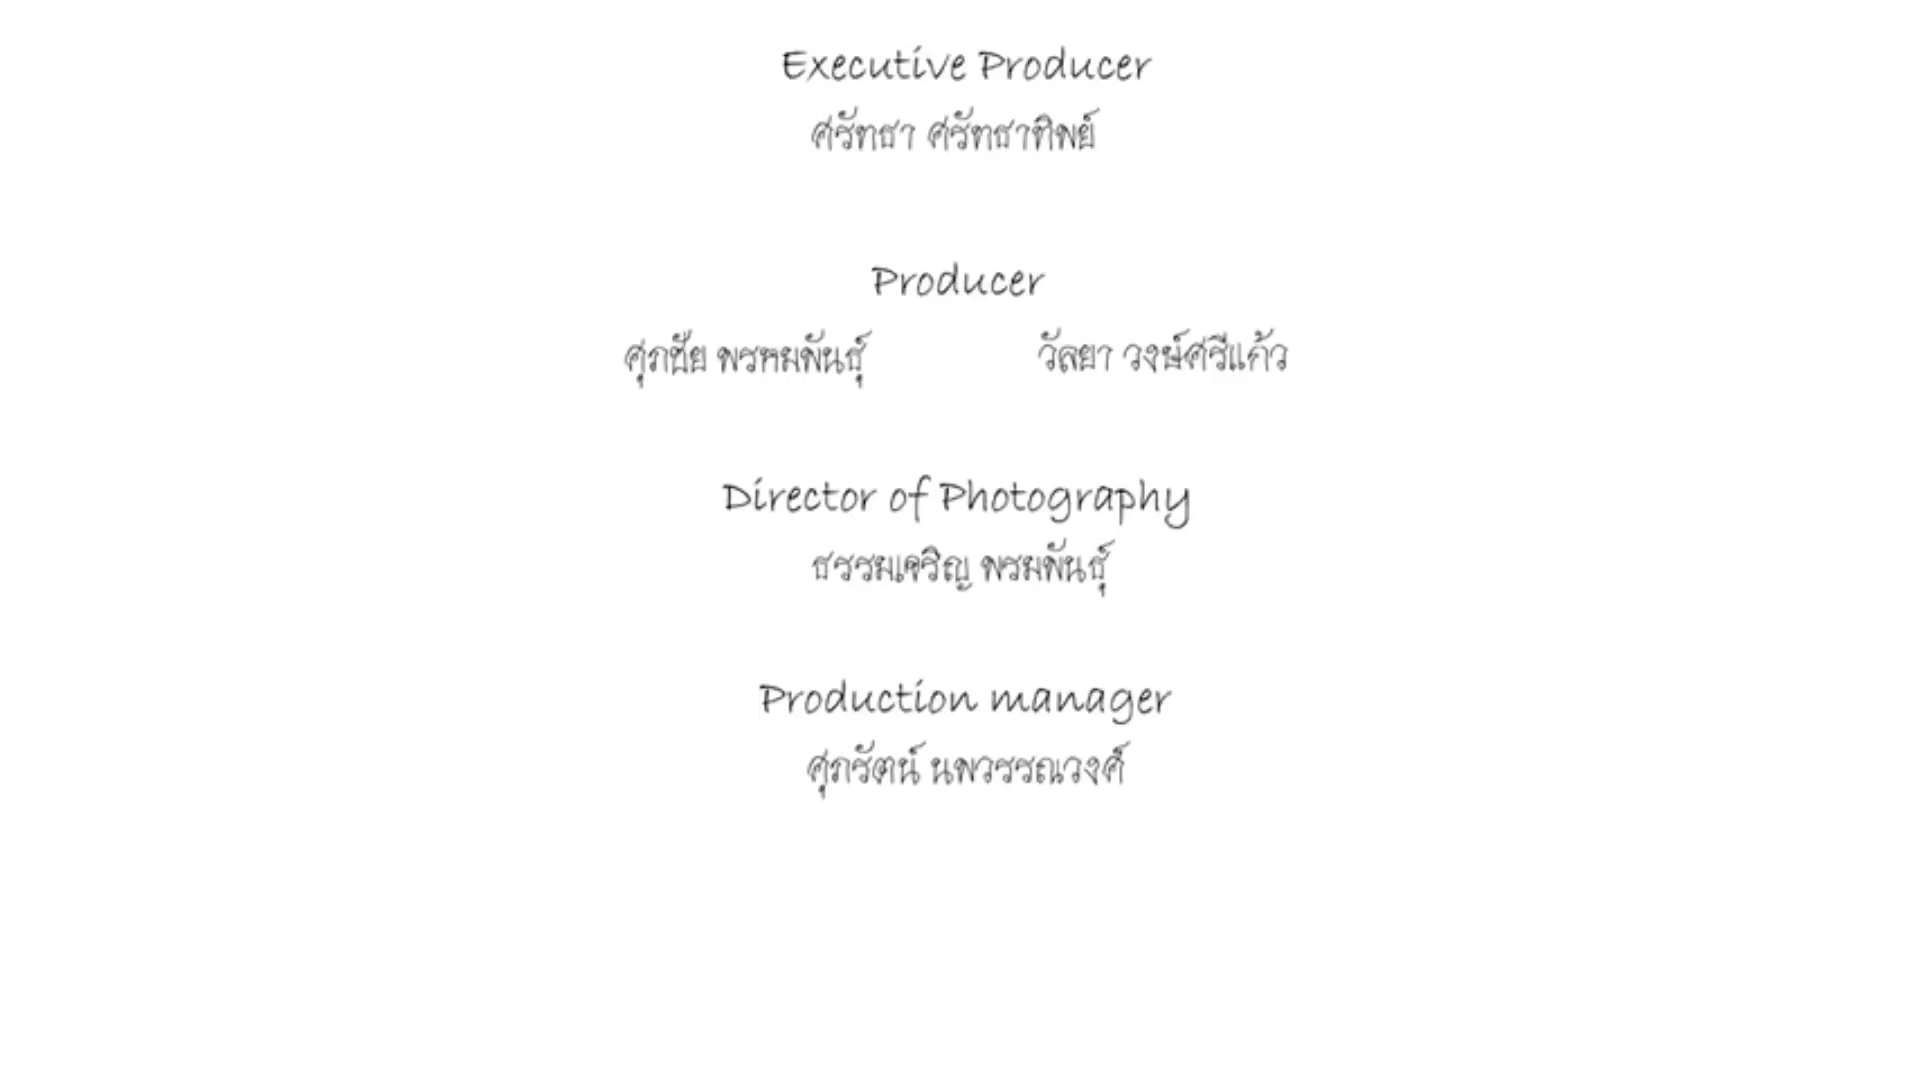 Executive Producer
ศรัทธา ศรัทธาทิพย์
Producer
ศุภชัย พรหมพันธุ์ วัลยา วงษ์ศรีแก้ว
Director of Photography
ธรรมเจริญ พรมพันธุ์
Production manager
ศุภรัตน์ นพวรรณวงศ์